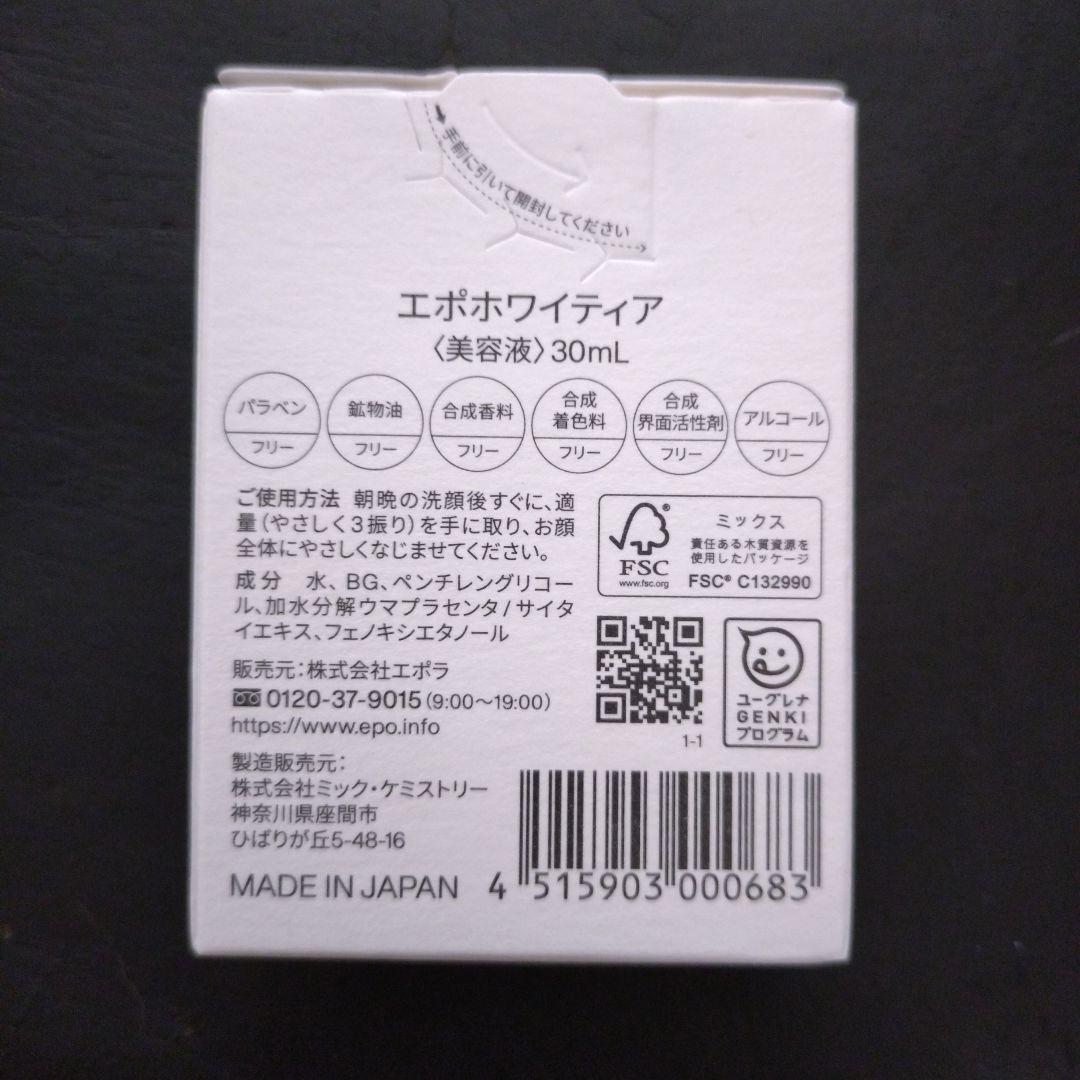 手前に引いて開封してください
エポホワイティア
〈美容液〉30mL
パラベン
フリー
鉱物油
フリー
合成香料
フリー
合成
着色料
フリー
合成
界面活性剤
フリー
アルコール
フリー
ご使用方法 朝晩の洗顔後すぐに、適
量(やさしく3振り)を手に取り、お顔
全体にやさしくなじませてください。
成分 水、BG、ペンチレングリコー
ル、加水分解ウマプラセンタ/サイタ
イエキス、フェノキシエタノール
販売元:株式会社エポラ
0120-37-9015(9:00〜19:00)
https://www.epo.info
製造販売元:
株式会社ミック・ケミストリー
神奈川県座間市
ひばりが丘5-48-16
MADE IN JAPAN
FSC
www.fsc.org
ミックス
責任ある木質資源を
使用したパッケージ
FSC® C132990
1-1
ユーグレナ
GENKI
プログラム
4 515903 000683